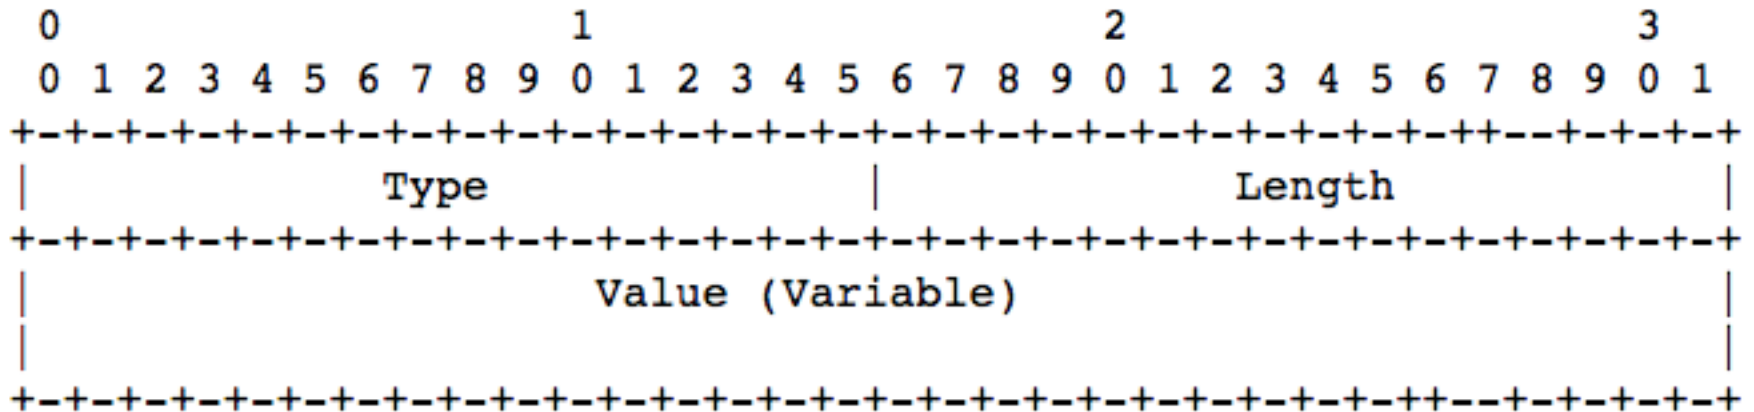 0                   1                   2                   3
 0 1 2 3 4 5 6 7 8 9 0 1 2 3 4 5 6 7 8 9 0 1 2 3 4 5 6 7 8 9 0 1
+-+-+-+-+-+-+-+-+-+-+-+-+-+-+-+-+-+-+-+-+-+-+-+-+-+-+-++--+-+-+-+
|             Type              |             Length            |
+-+-+-+-+-+-+-+-+-+-+-+-+-+-+-+-+-+-+-+-+-+-+-+-+-+-+-+-+-+-+-+-+
|                     Value (Variable)                          |
|                                                               |
+-+-+-+-+-+-+-+-+-+-+-+-+-+-+-+-+-+-+-+-+-+-+-+-+-+-++--+-+-+-+-+